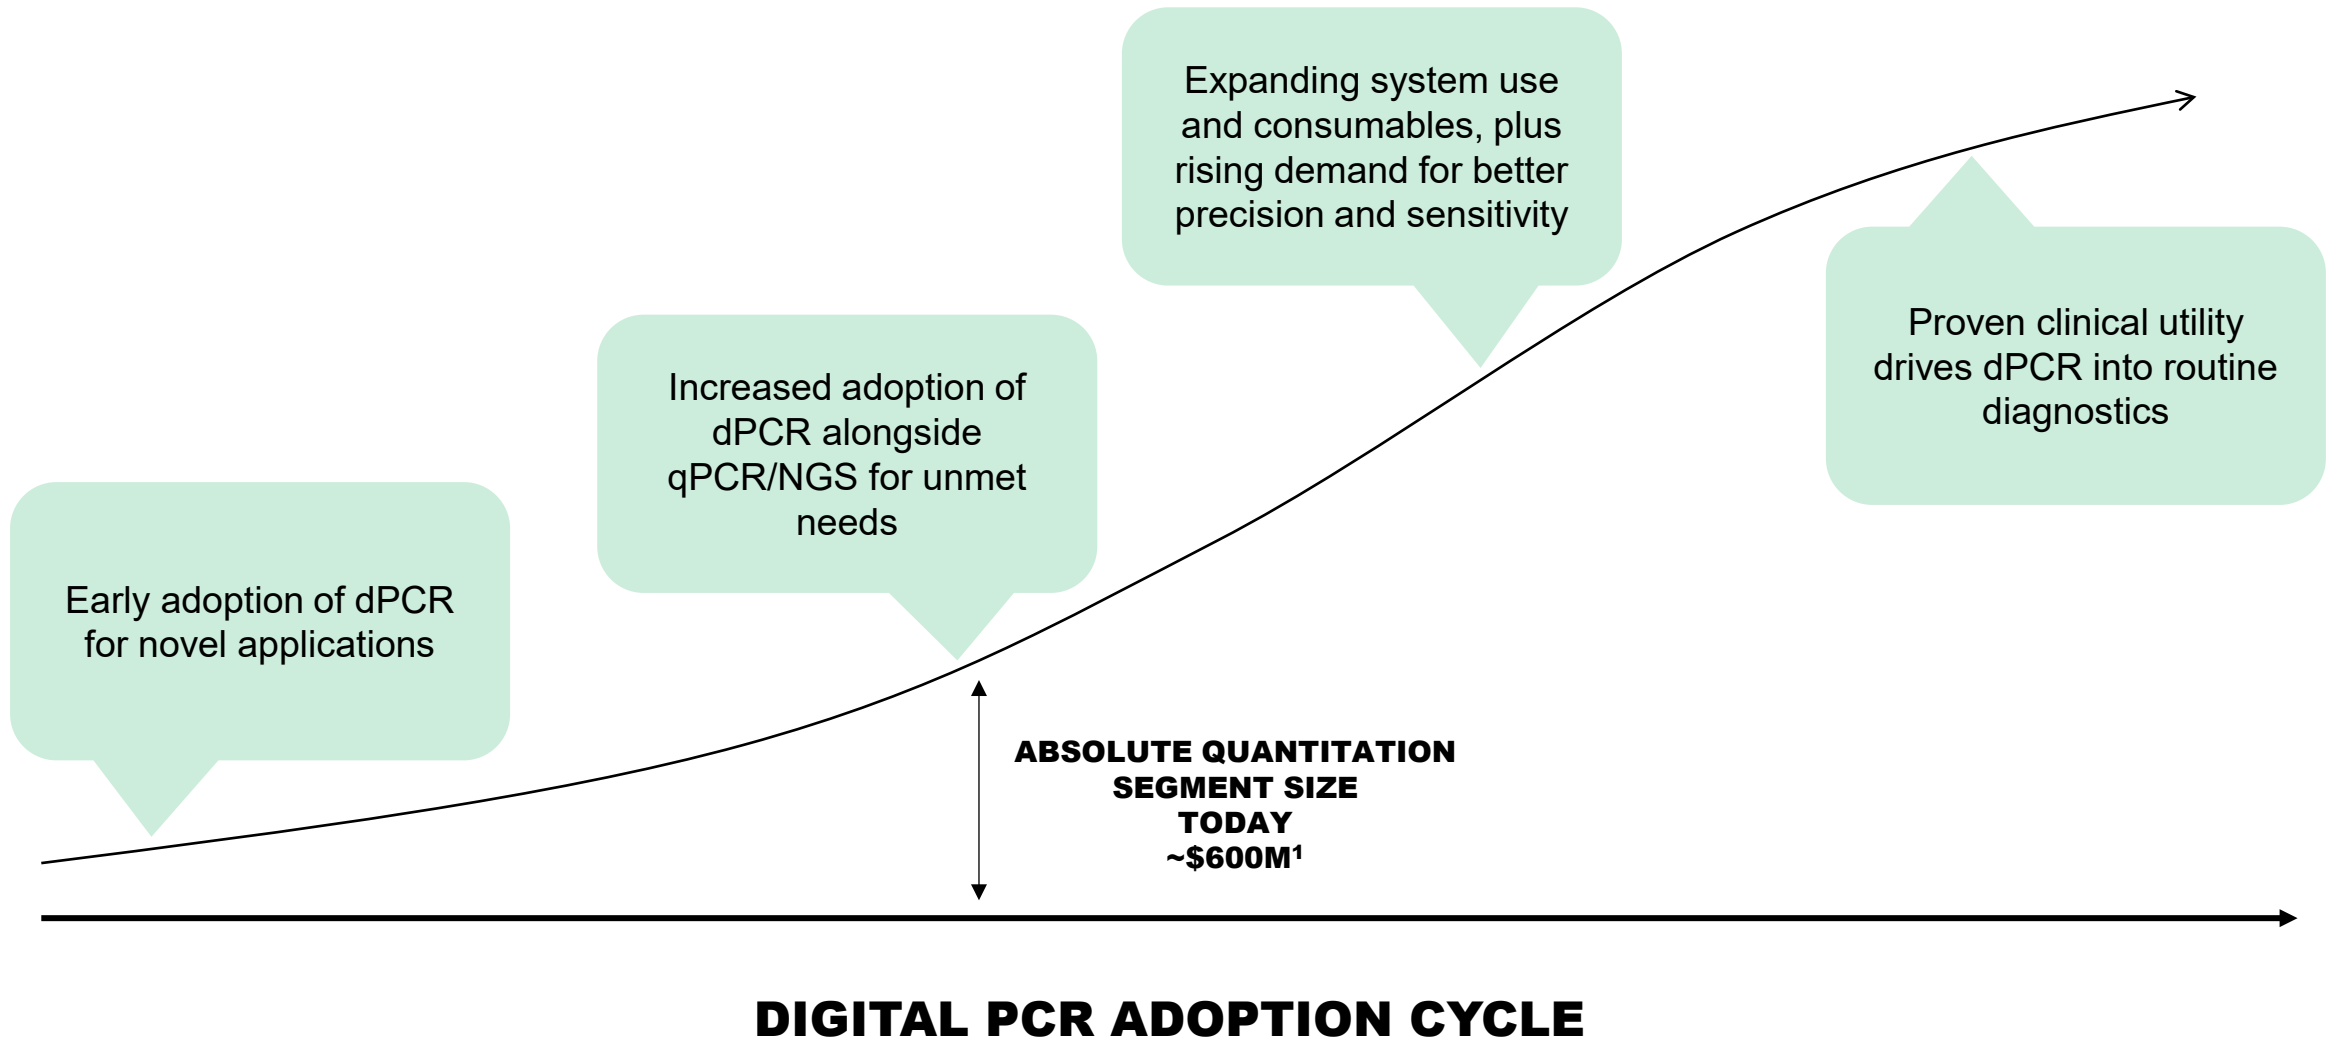 Early adoption of dPCR
for novel applications
Increased adoption of
dPCR alongside
qPCR/NGS for unmet
needs
Expanding system use
and consumables, plus
rising demand for better
precision and sensitivity
Proven clinical utility
drives dPCR into routine
diagnostics
ABSOLUTE QUANTITATION
SEGMENT SIZE
TODAY
~$600M¹
DIGITAL PCR ADOPTION CYCLE